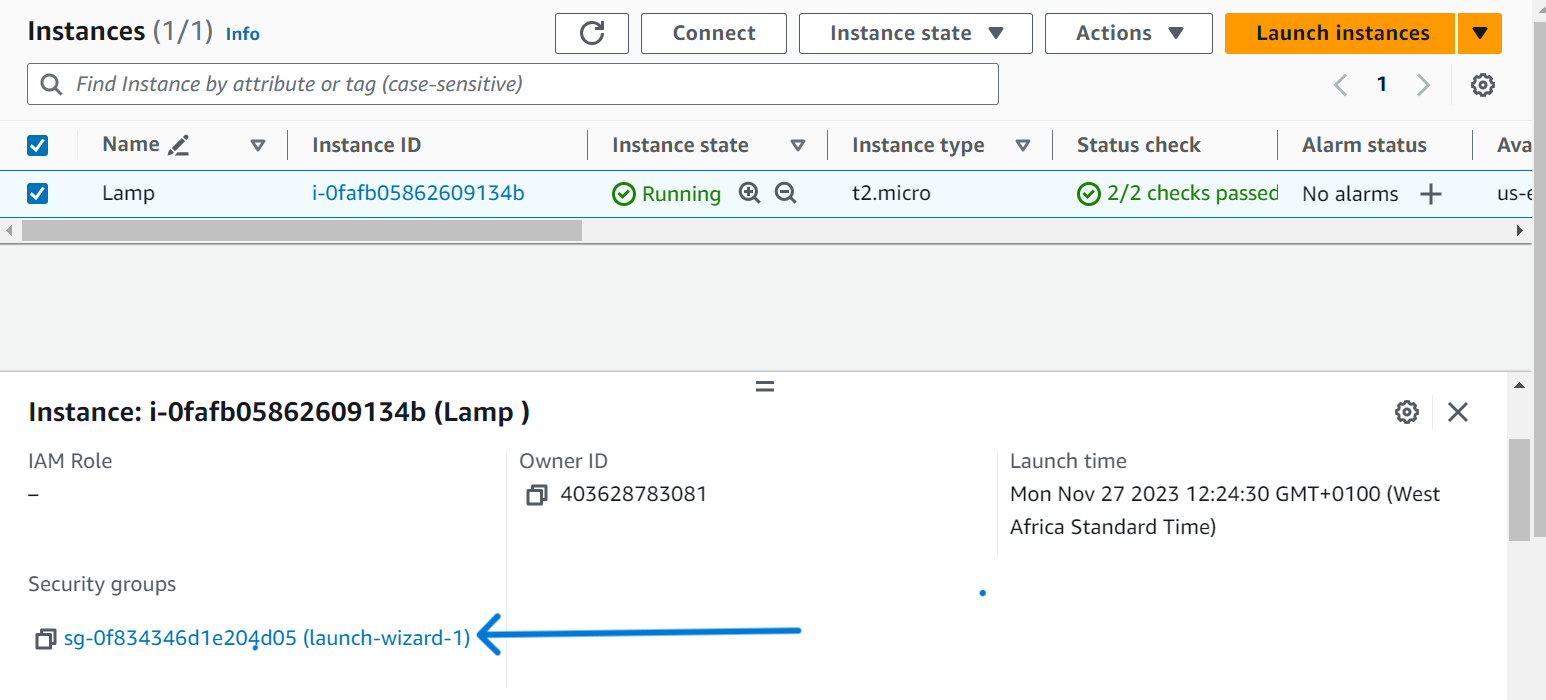 Instances (1/1) Info
Connect
Instance state
Actions
Launch instances
Find Instance by attribute or tag (case-sensitive)
1
Name Instance ID Instance state Instance type Status check Alarm status Ava
Lamp i-0fafb05862609134b Running t2.micro 2/2 checks passed No alarms us-e
Instance: i-0fafb05862609134b (Lamp )
IAM Role
–
Owner ID
403628783081
Launch time
Mon Nov 27 2023 12:24:30 GMT+0100 (West
Africa Standard Time)
Security groups
sg-0f834346d1e204d05 (launch-wizard-1)